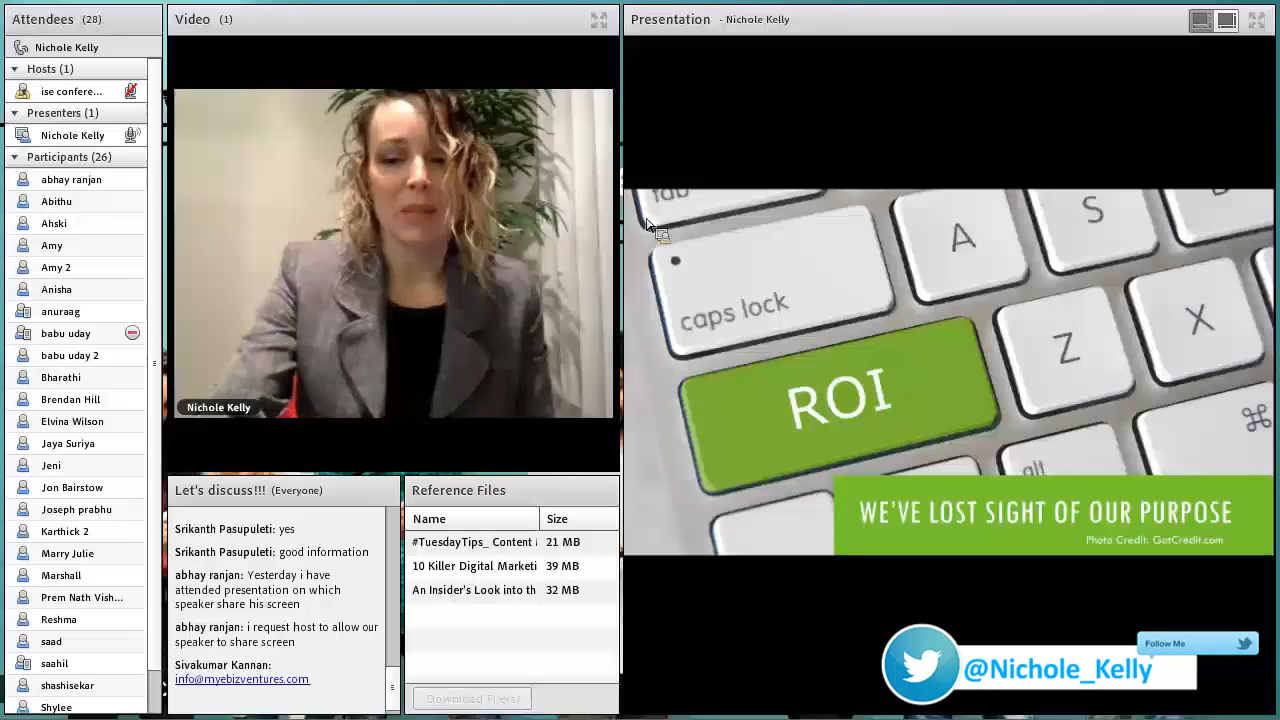 Attendees (28)
Nichole Kelly
Hosts (1)
ise confere...
Presenters (1)
Nichole Kelly
Participants (26)
abhay ranjan
Abithu
Ahski
Amy
Amy 2
Anisha
anuraag
babu uday
babu uday 2
Bharathi
Brendan Hill
Elvina Wilson
Jaya Suriya
Jeni
Jon Bairstow
Joseph prabhu
Karthick 2
Marry Julie
Marshall
Prem Nath Vish...
Reshma
saad
saahil
shashisekar
Shylee
Video (1)
Nichole Kelly
Let's discuss!!! (Everyone)
Srikanth Pasupuleti: yes
Srikanth Pasupuleti: good information
abhay ranjan: Yesterday i have
attended presentation on which
speaker share his screen
abhay ranjan: i request host to allow our
speaker to share screen
Sivakumar Kannan:
info@myebizventures.com
Reference Files
Name Size
#TuesdayTips_ Content 21 MB
10 Killer Digital Marketi 39 MB
An Insider's Look into th 32 MB
Download File(s)
Presentation - Nichole Kelly
tab
A S
caps lock
Z X
ROI
⌘
alt
WE'VE LOST SIGHT OF OUR PURPOSE
Photo Credit: GotCredit.com
Follow Me
@Nichole_Kelly